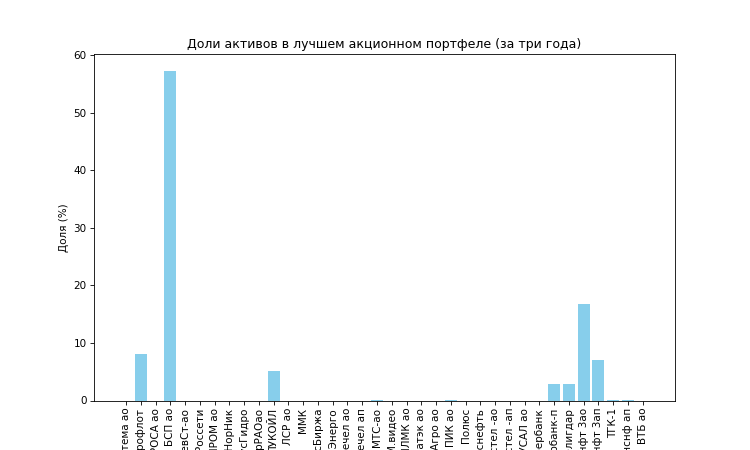 Доли активов в лучшем акционном портфеле (за три года)
Доля (%)
60
50
40
30
20
10
0
тема ао
рофлот
РОСА ао
БСП ао
евСт-ао
Россети
ПРОМ ао
НорНик
сГидро
рРАОао
ЛУКОЙЛ
ЛСР ао
ММК
сБиржа
Энерго
ечел ао
ечел ап
МТС-ао
М.видео
НЛМК ао
атэк ао
Агро ао
ПИК ао
Полюс
снефть
стел -ао
стел -ап
УСАЛ ао
ербанк
рбанк-п
лигдар
нфт 3ао
нфт 3ап
ТГК-1
нснф ап
ВТБ ао